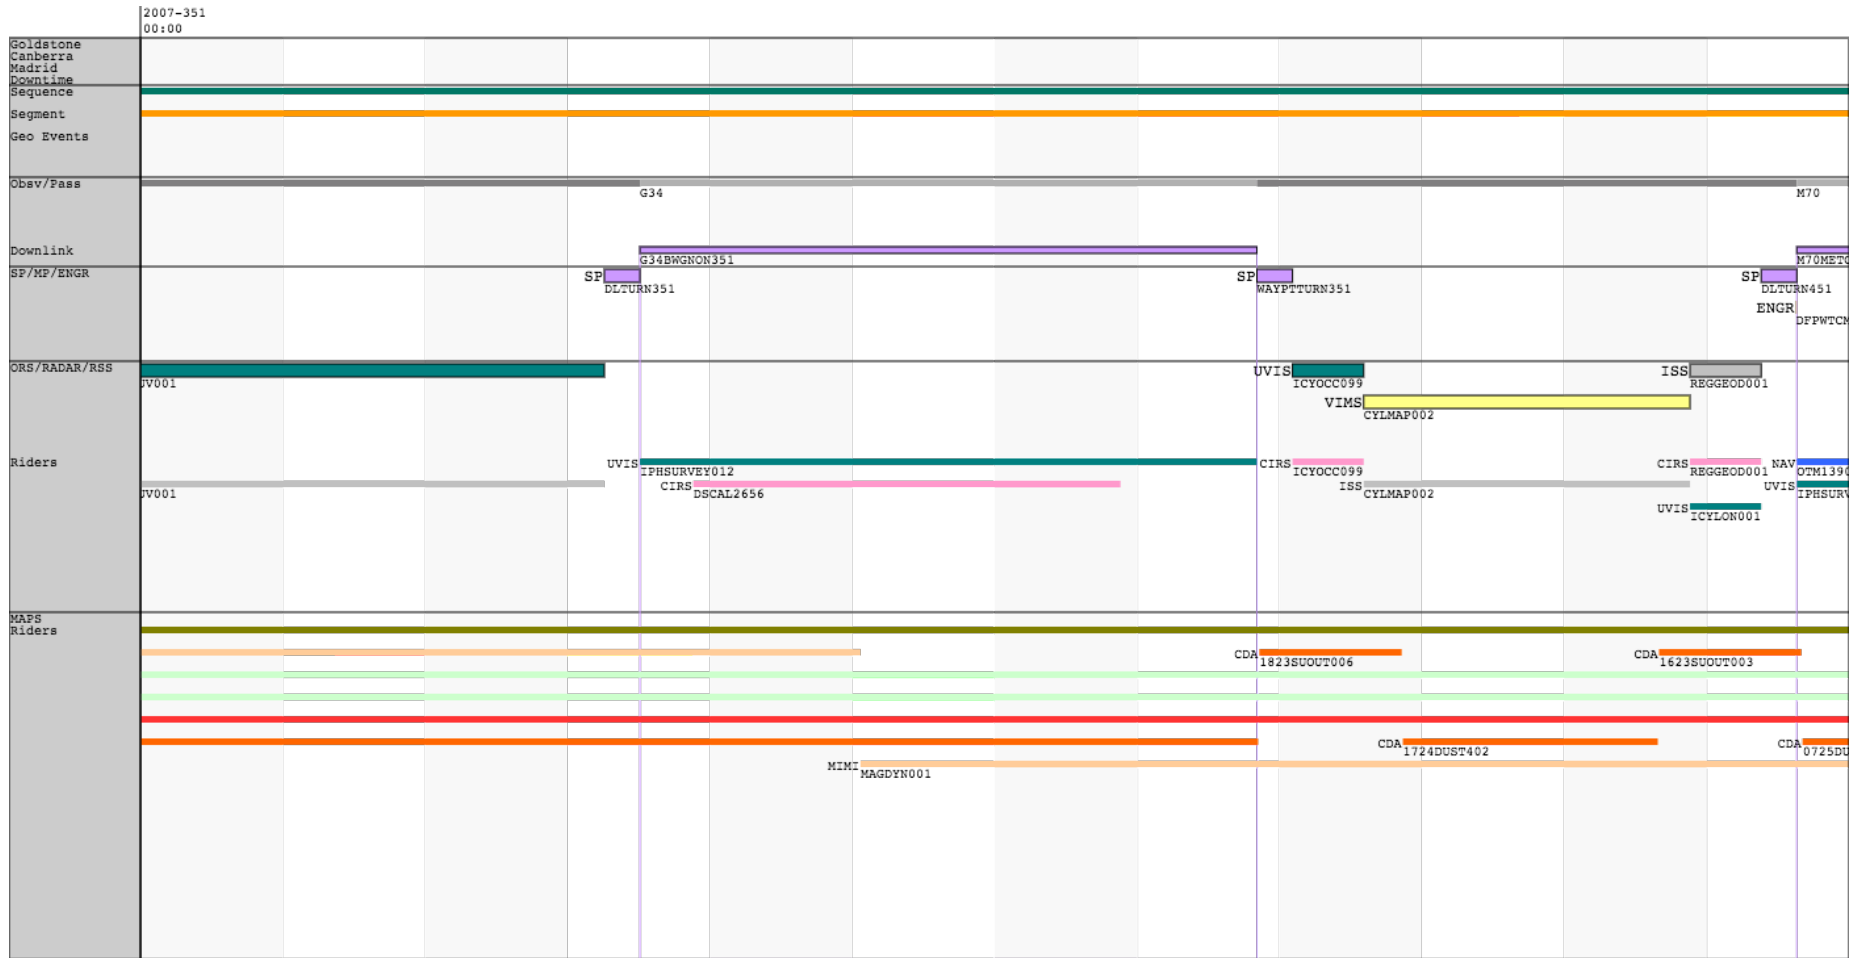 2007-351
00:00
Goldstone
Canberra
Madrid
Downtime
Sequence
Segment
Geo Events
Obsv/Pass
G34
M70
Downlink
G34BWGNON351
SP/MP/ENGR
SP
SP
SP
DLTURN351
WAYPTTURN351
DLTURN451
ENGR
DFPWTCM
ORS/RADAR/RSS
UVIS
ISS
ICYOCC099
REGGEOD001
VIMS
CYLMAP002
Riders
UVIS
CIRS
CIRS
NAV
IPHSURVEY012
ICYOCC099
REGGEOD001
CIRS
ISS
UVIS
DSCAL2656
CYLMAP002
IPHSURV
UVIS
ICYLON001
MAPS
Riders
CDA
CDA
1823SUOUT006
1623SUOUT003
CDA
CDA
1724DUST402
0725DU
MIMI
MAGDYN001